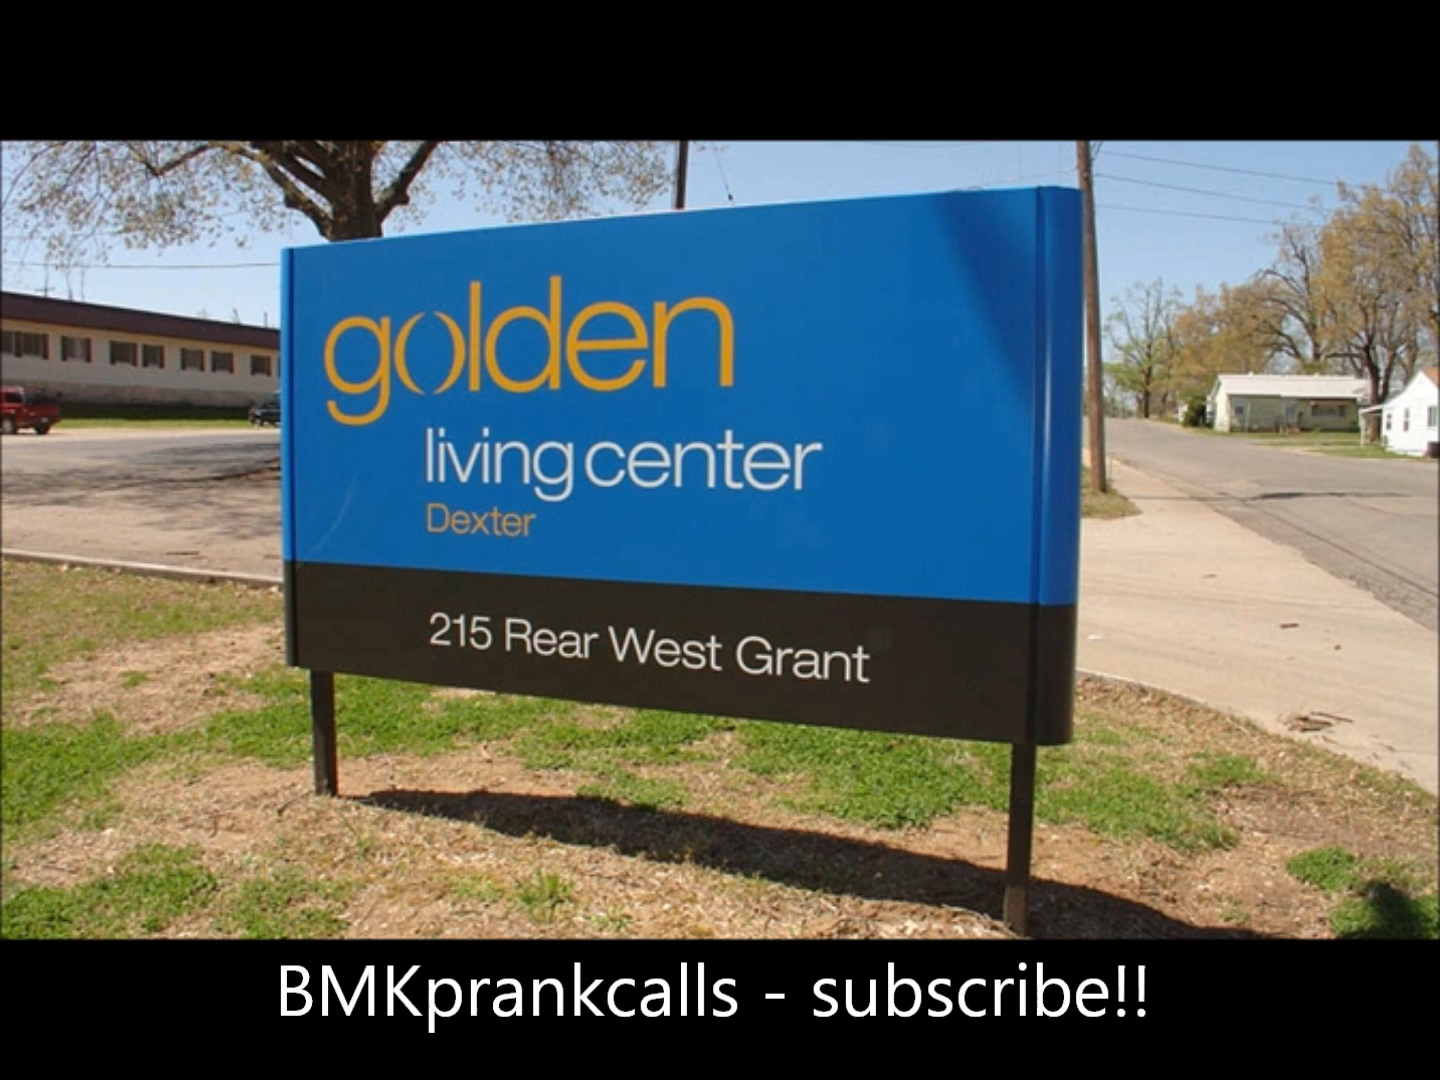 golden
living center
Dexter
215 Rear West Grant
BMKprankcalls - subscribe!!